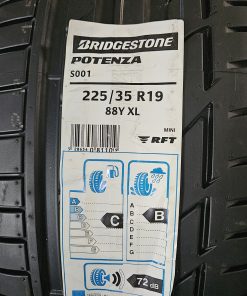 BRIDGESTONE
POTENZA
S001
225/35 R19
88Y XL
MINI
RFT
A
B
C
D
E
F
G
C
A
B
C
D
E
F
G
B
72 dB